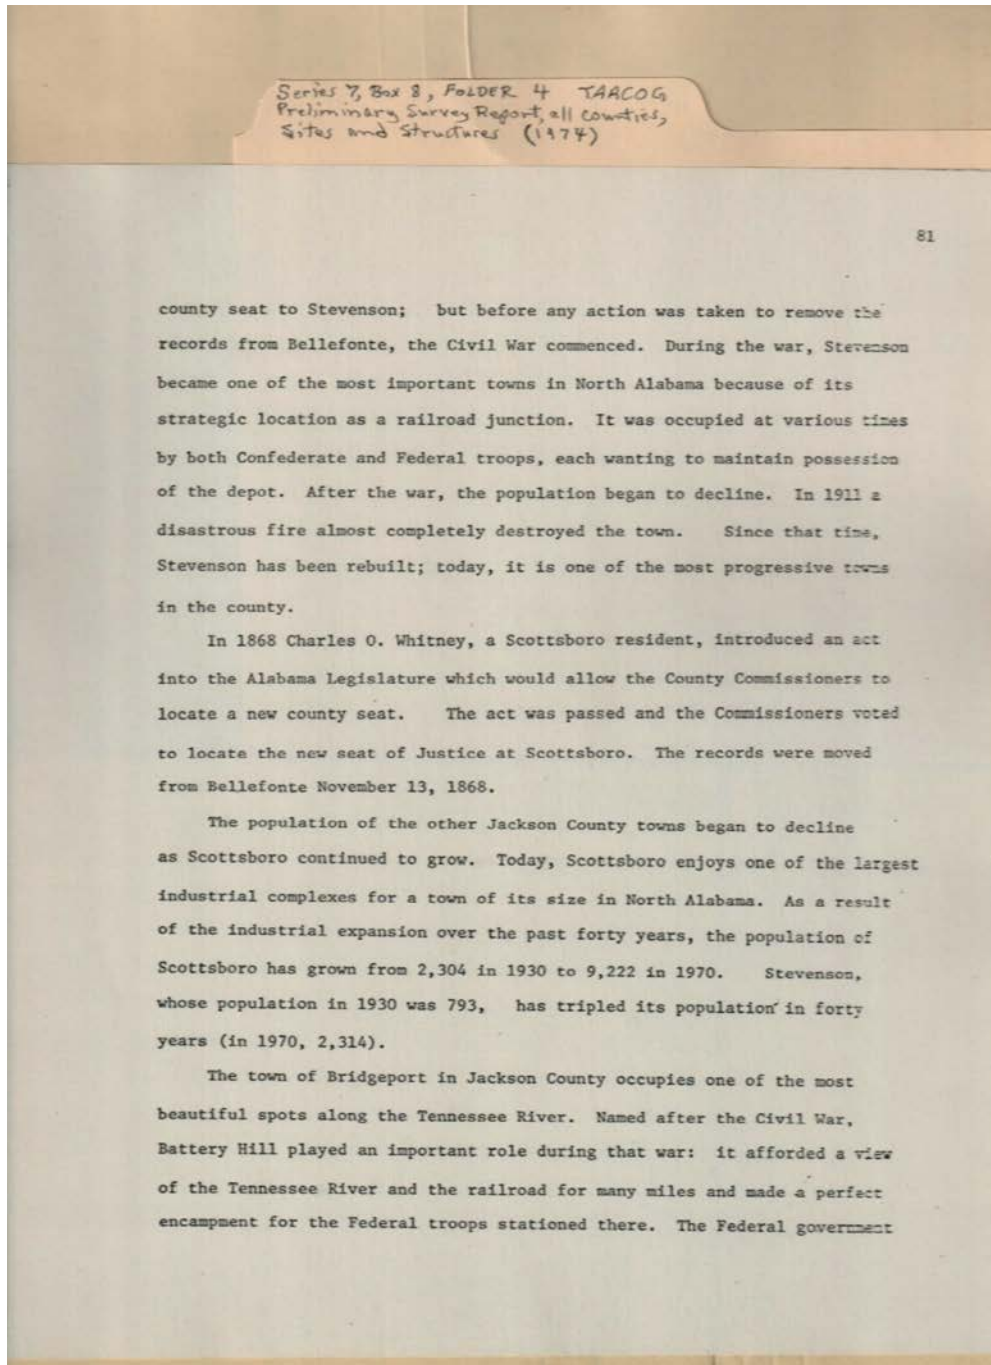 Series 7, Box 8, FOLDER 4 TAACOG
Preliminary Survey Report, all counties,
Sites and Structures (1974)
81
county seat to Stevenson; but before any action was taken to remove the
records from Bellefonte, the Civil War commenced. During the war, Stevenson
became one of the most important towns in North Alabama because of its
strategic location as a railroad junction. It was occupied at various times
by both Confederate and Federal troops, each wanting to maintain possession
of the depot. After the war, the population began to decline. In 1911 a
disastrous fire almost completely destroyed the town. Since that time,
Stevenson has been rebuilt; today, it is one of the most progressive towns
in the county.
In 1868 Charles O. Whitney, a Scottsboro resident, introduced an act
into the Alabama Legislature which would allow the County Commissioners to
locate a new county seat. The act was passed and the Commissioners voted
to locate the new seat of Justice at Scottsboro. The records were moved
from Bellefonte November 13, 1868.
The population of the other Jackson County towns began to decline
as Scottsboro continued to grow. Today, Scottsboro enjoys one of the largest
industrial complexes for a town of its size in North Alabama. As a result
of the industrial expansion over the past forty years, the population of
Scottsboro has grown from 2,304 in 1930 to 9,222 in 1970. Stevenson,
whose population in 1930 was 793, has tripled its population in forty
years (in 1970, 2,314).
The town of Bridgeport in Jackson County occupies one of the most
beautiful spots along the Tennessee River. Named after the Civil War,
Battery Hill played an important role during that war: it afforded a view
of the Tennessee River and the railroad for many miles and made a perfect
encampment for the Federal troops stationed there. The Federal goverment